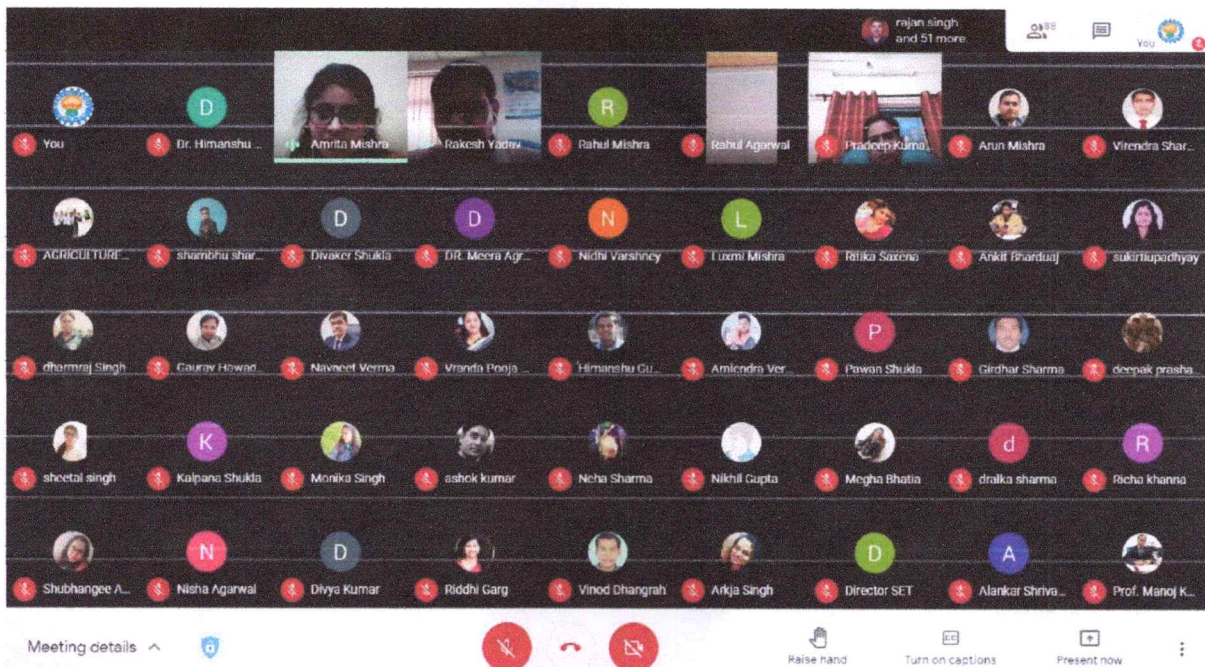 rajan singh
and 51 more
88
You
You
D
Dr. Himanshu ...
Amrita Mishra
Rakesh Yadav
R
Rahul Mishra
Rahul Agarwal
Pradeep Kuma...
Arun Mishra
Virendra Shar...
AGRICULTURE...
shambhu shar...
D
Divaker Shukla
D
DR. Meera Agr...
N
Nidhi Varshney
L
Luxmi Mishra
Ritika Saxena
Ankit Bharduaj
sukirtiupadhyay
dharmraj Singh
Gaurav Hawad...
Navneet Verma
Vranda Pooja ...
Himanshu Gu...
Amlendra Ver...
P
Pawan Shukla
Girdhar Sharma
deepak prasha...
sheetal singh
K
Kalpana Shukla
Monika Singh
ashok kumar
Neha Sharma
Nikhil Gupta
Megha Bhatia
d
dralka sharma
R
Richa khanna
Shubhangee A...
N
Nisha Agarwal
D
Divya Kumar
Riddhi Garg
Vinod Dhangrah
Arkja Singh
D
Director SET
A
Alankar Shriva...
Prof. Manoj K...
Meeting details
Raise hand
CC
Turn on captions
Present now